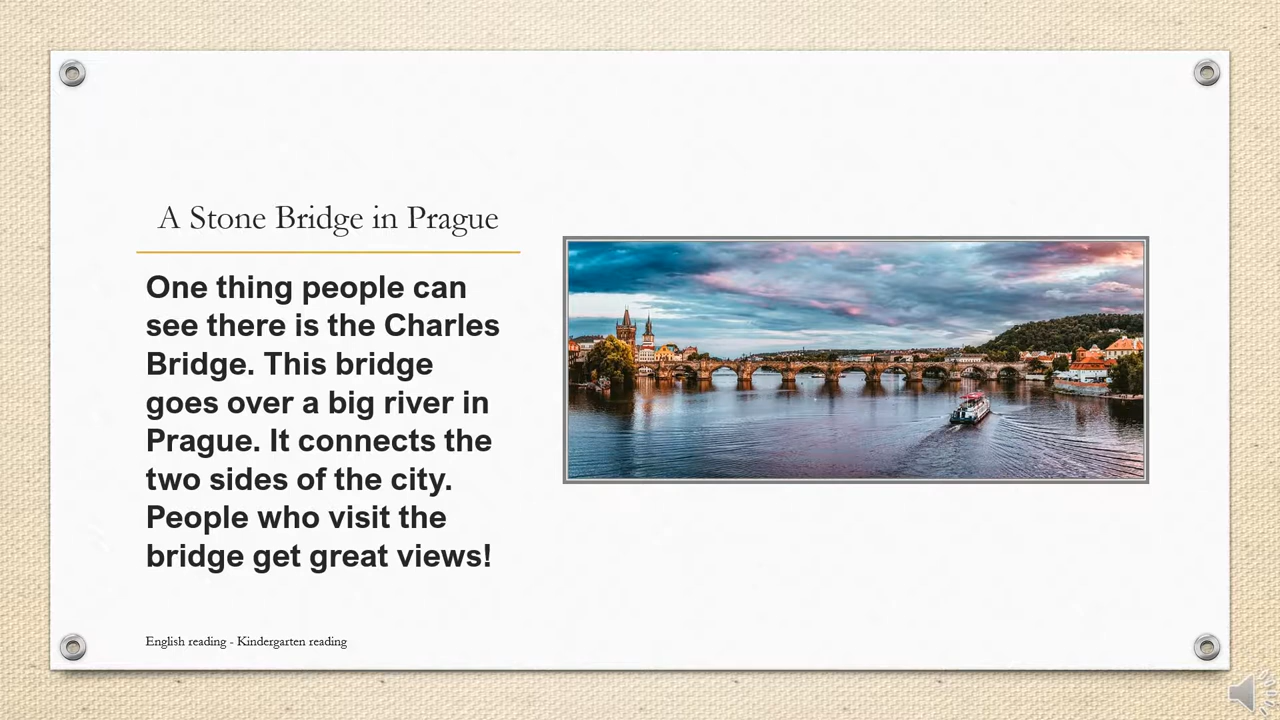 A Stone Bridge in Prague
One thing people can
see there is the Charles
Bridge. This bridge
goes over a big river in
Prague. It connects the
two sides of the city.
People who visit the
bridge get great views!
English reading - Kindergarten reading